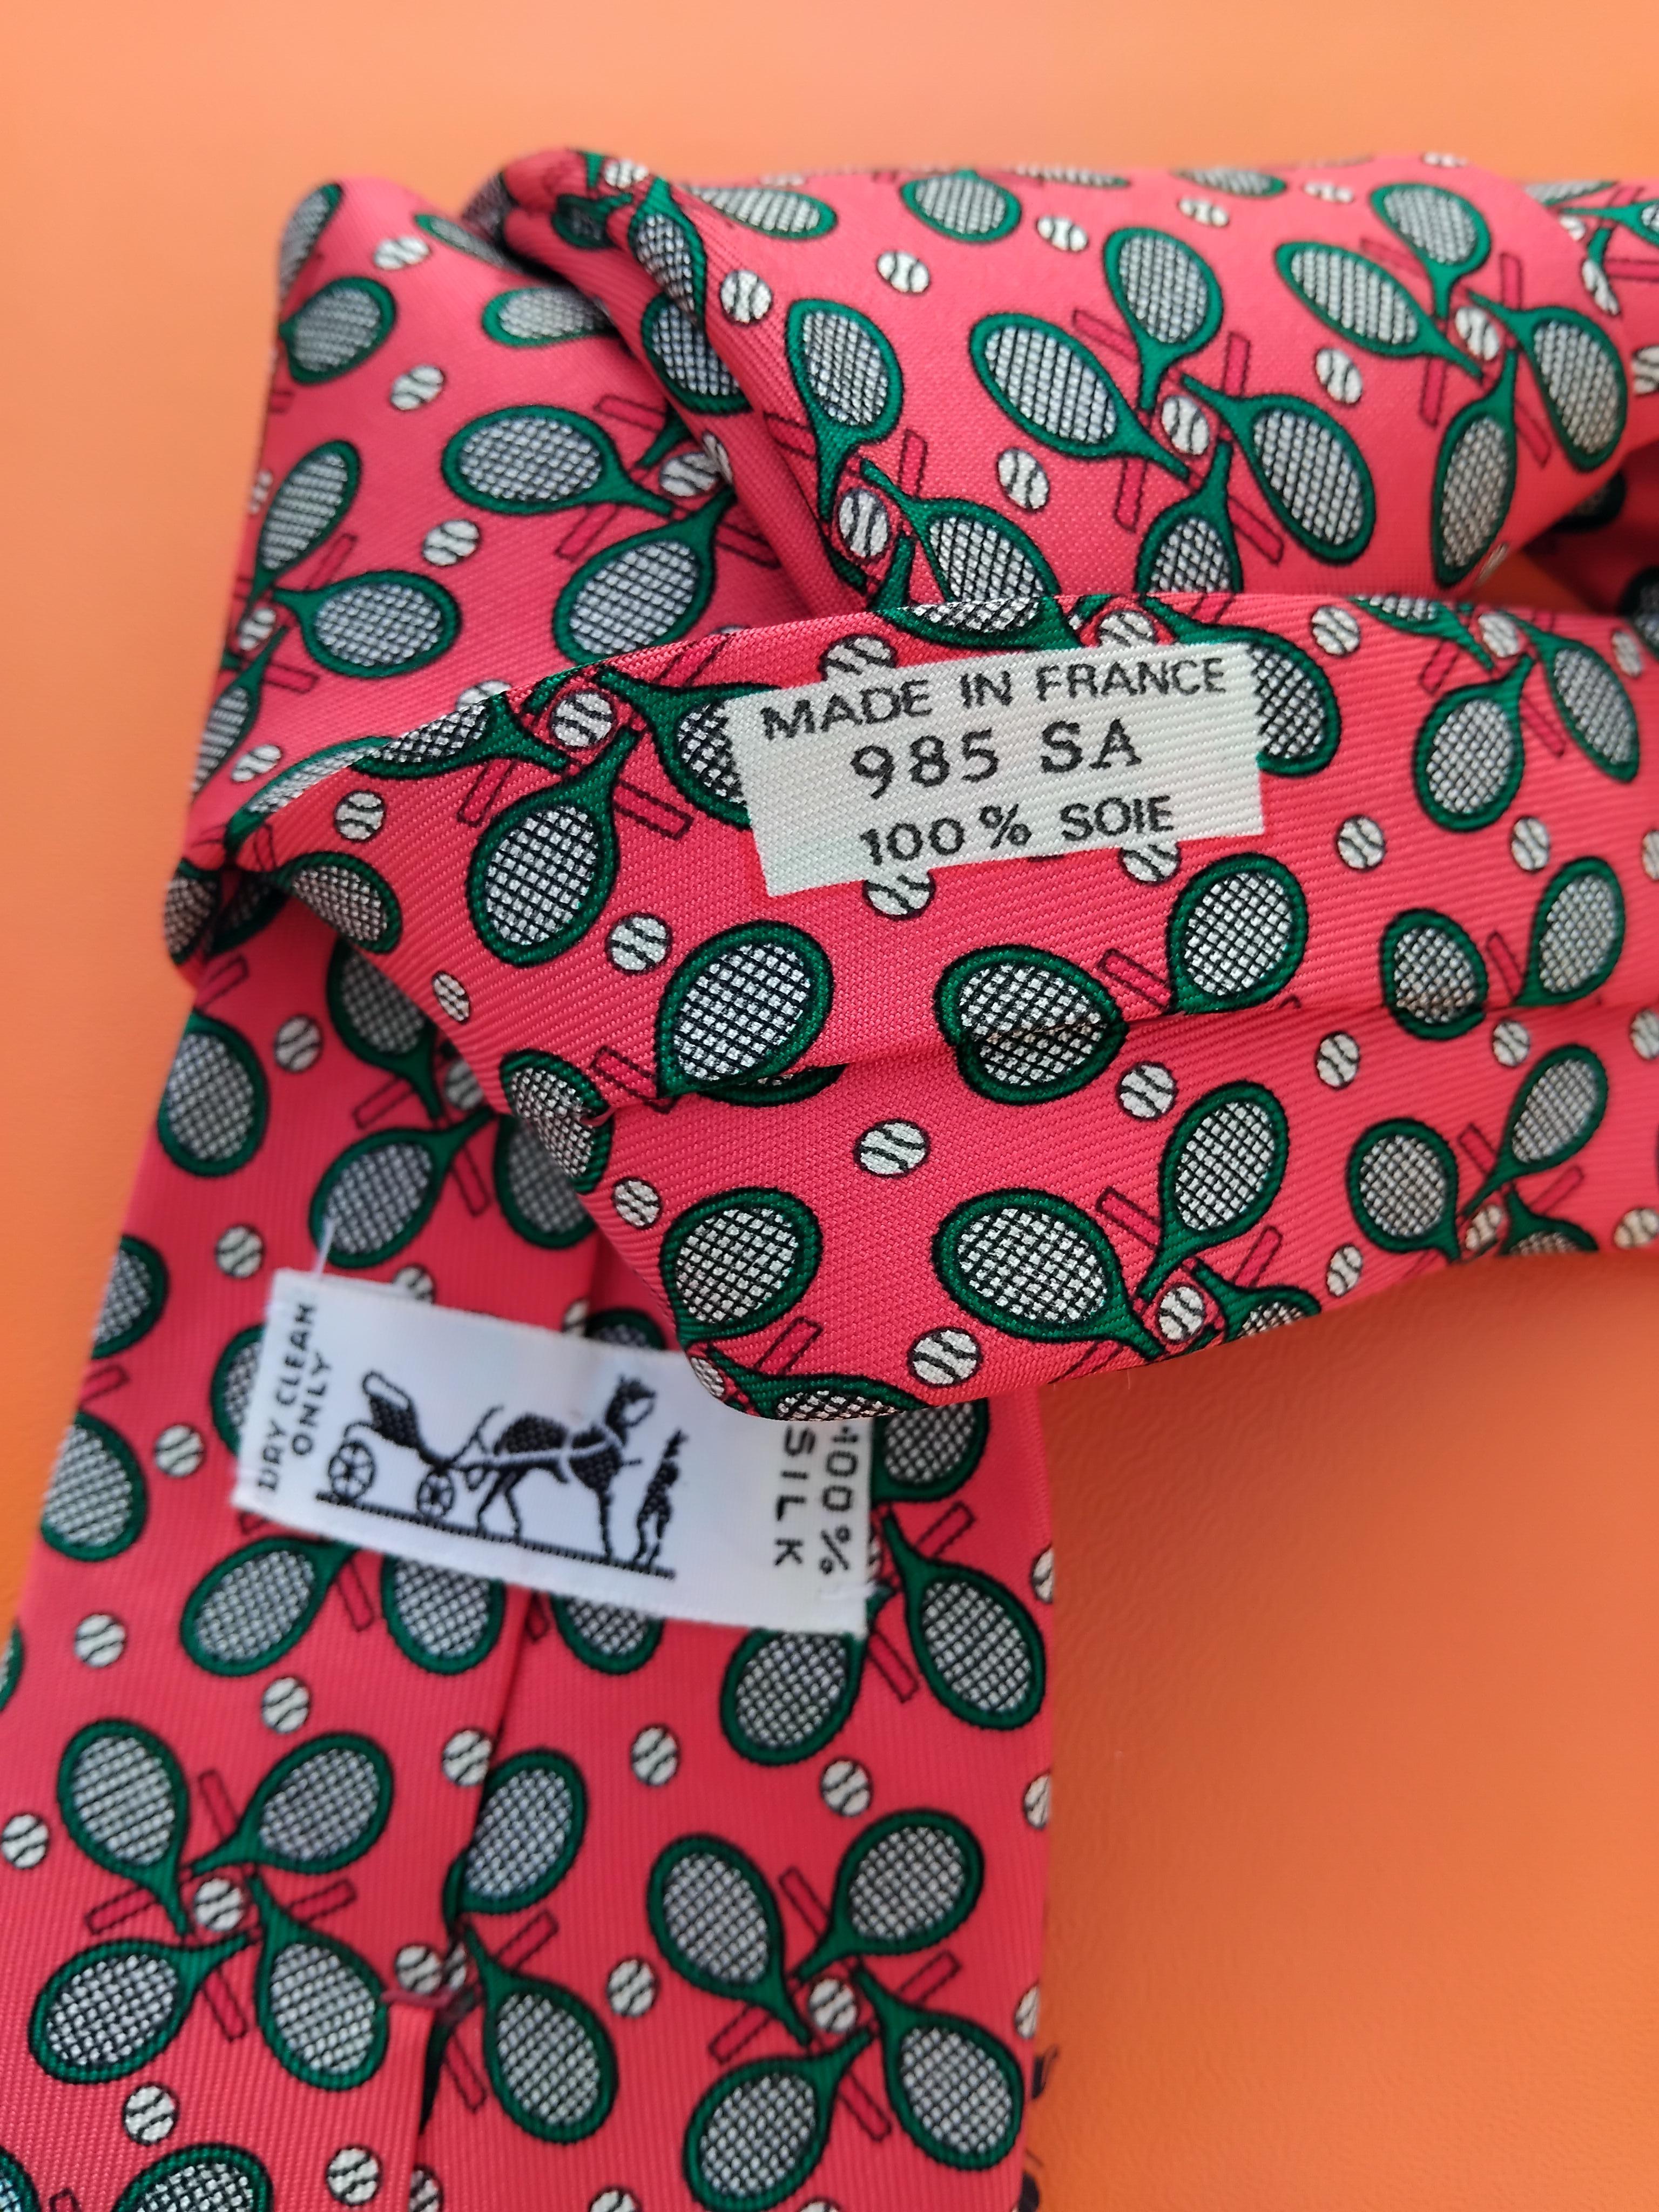 MADE IN FRANCE
985 SA
100% SOIE
DRY CLEAN
ONLY
100%
SILK